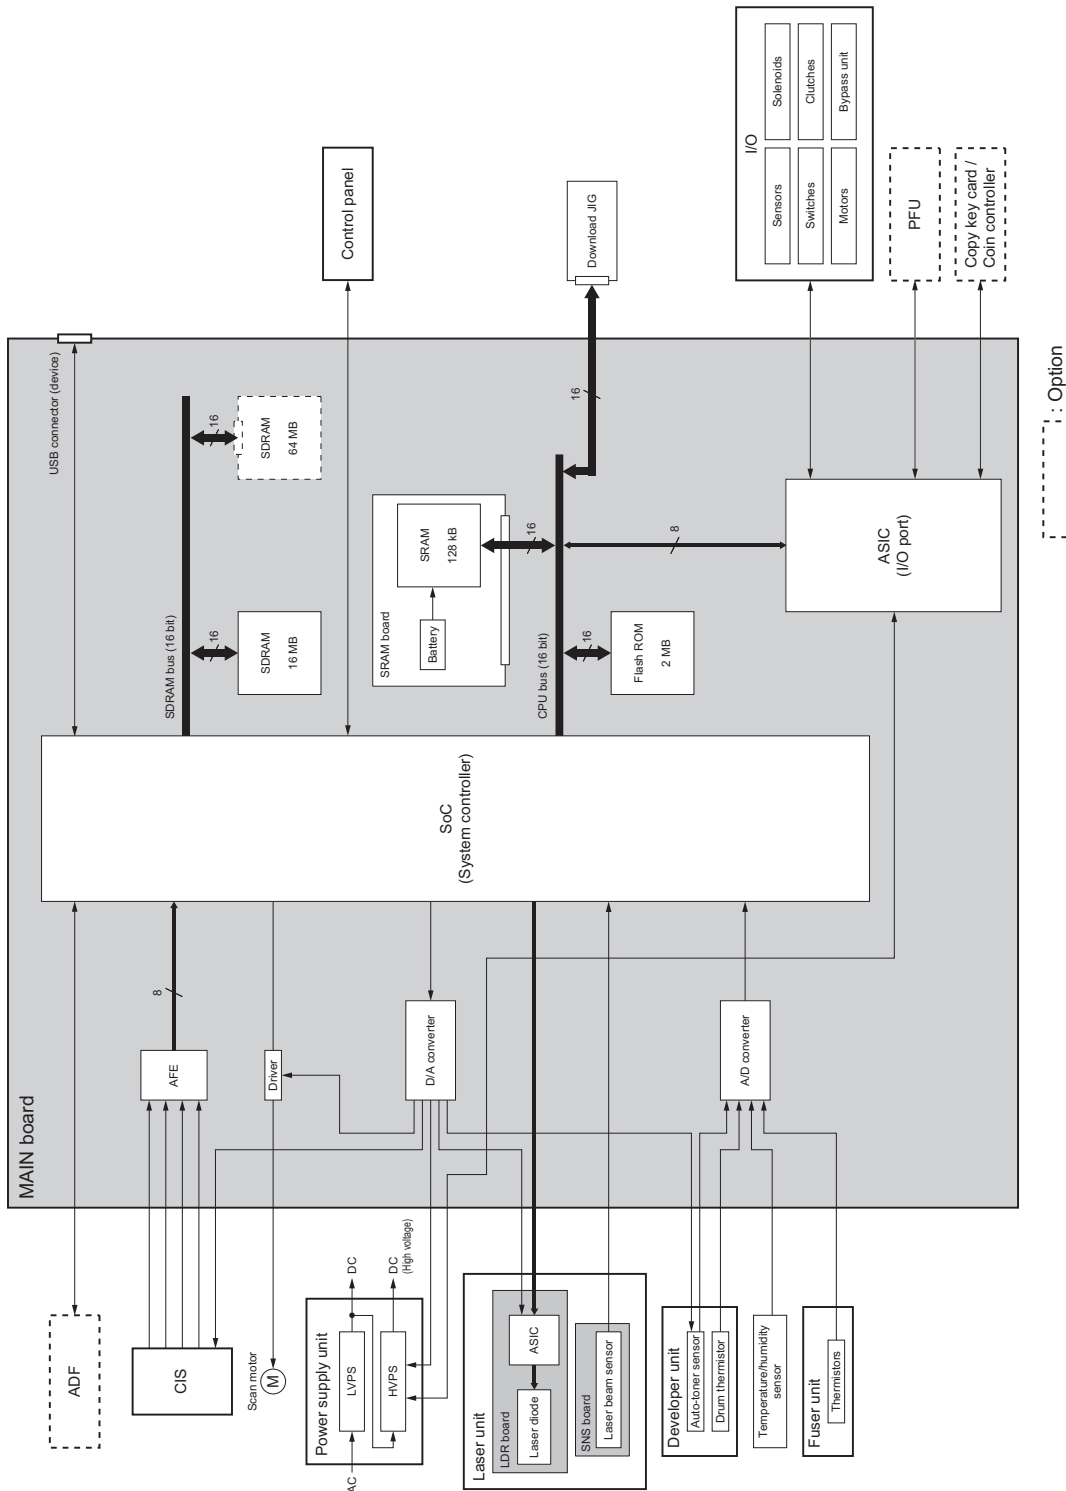 MAIN board
USB connector (device)
SDRAM bus (16 bit)
16
SDRAM
16 MB
16
SDRAM
64 MB
Control panel
SRAM board
Battery
SRAM
128 kB
16
CPU bus (16 bit)
16
Flash ROM
2 MB
16
Download JIG
8
ASIC
(I/O port)
I/O
Sensors
Solenoids
Switches
Clutches
Motors
Bypass unit
PFU
Copy key card /
Coin controller
: Option
SoC
(System controller)
8
AFE
Driver
D/A converter
A/D converter
ADF
CIS
Scan motor
M
Power supply unit
AC
LVPS
HVPS
DC
DC
(High voltage)
Laser unit
LDR board
Laser diode
ASIC
SNS board
Laser beam sensor
Developer unit
Auto-toner sensor
Drum thermistor
Temperature/humidity
sensor
Fuser unit
Thermistors